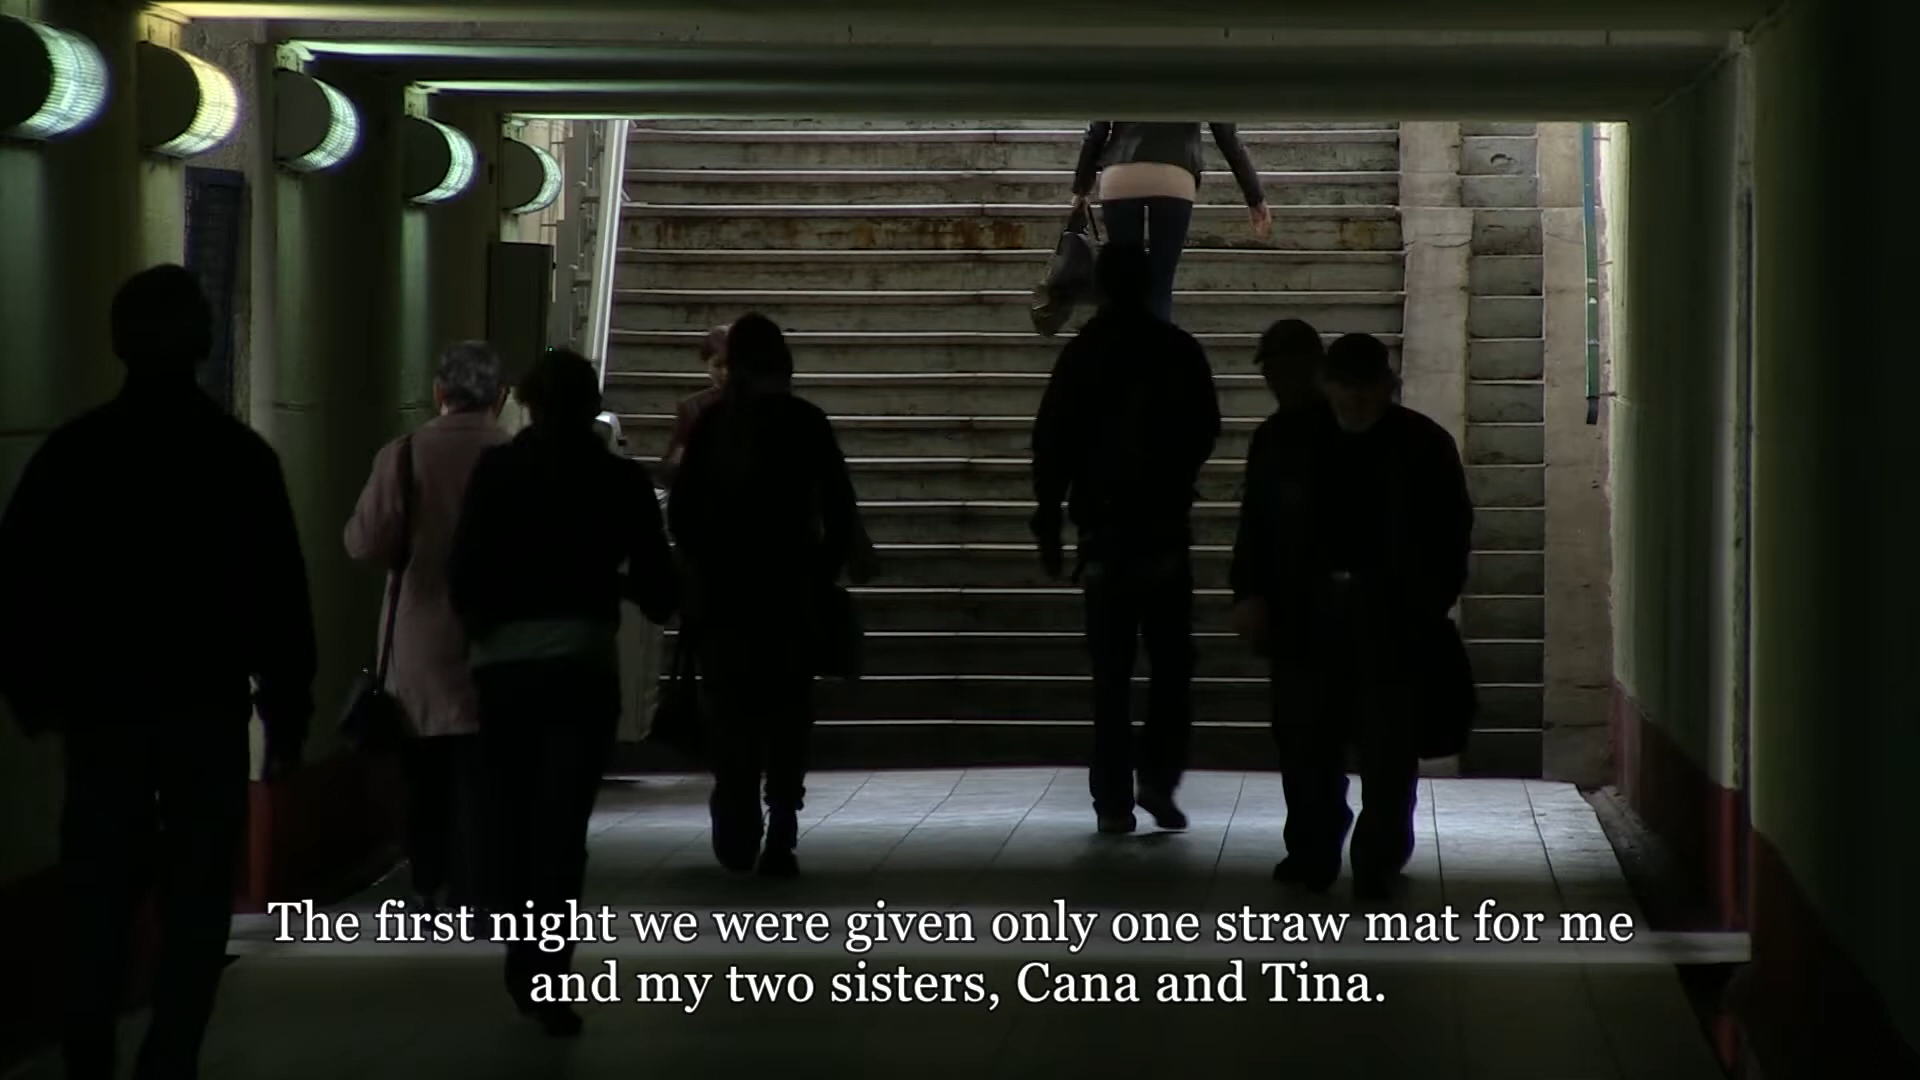 The first night we were given only one straw mat for me
and my two sisters, Cana and Tina.